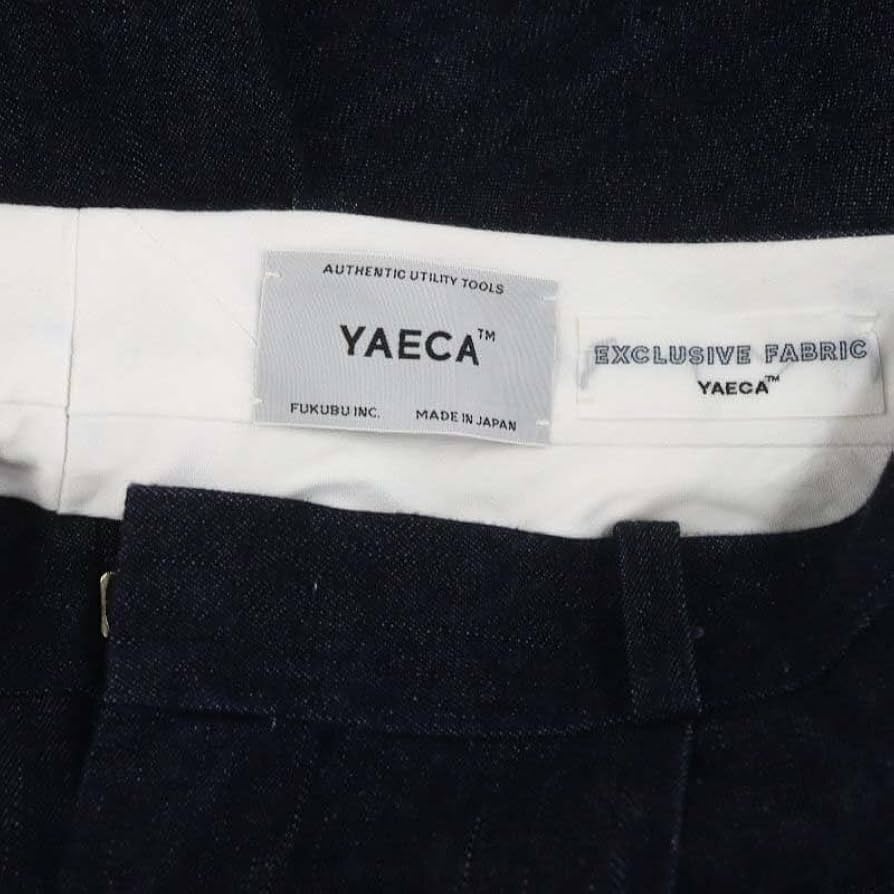 AUTHENTIC UTILITY TOOLS
YAECA™
FUKUBU INC. MADE IN JAPAN
EXCLUSIVE FABRIC
YAECA™